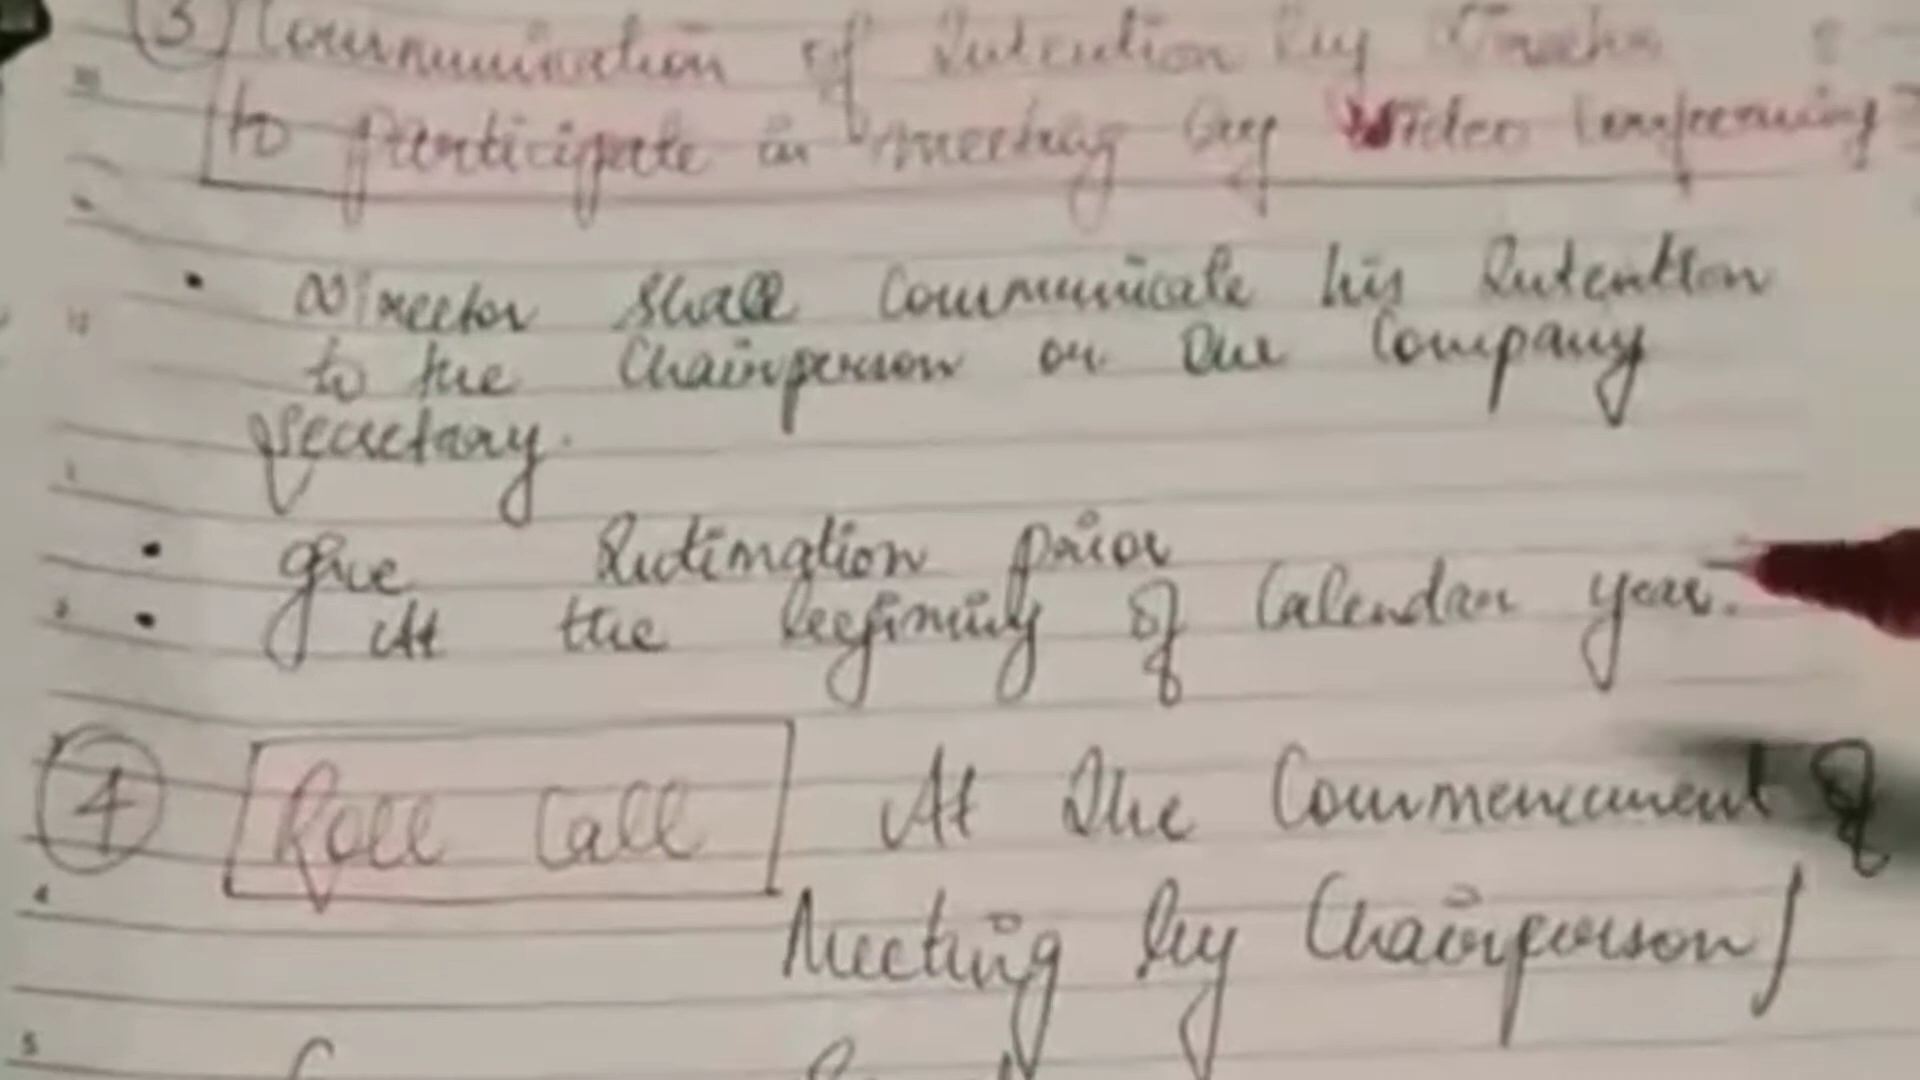 3 Communication of Intention by
to participate in meeting by Video Conferencing
• Director shall Communicate his Intention
to the Chairperson or the Company
Secretary.
• give Intimation prior
• At the beginning of Calendar year.
4 Roll Call At the Commencement of
Meeting by Chairperson/